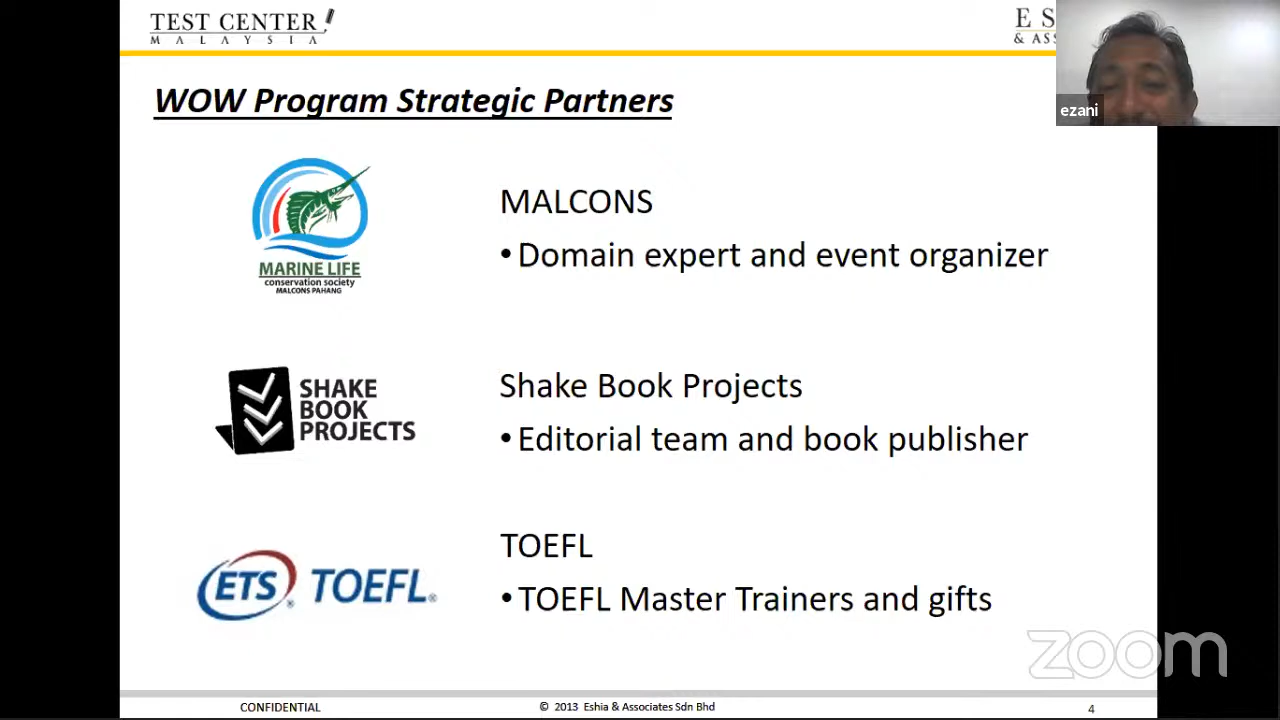 TEST CENTER
MALAYSIA
E S
& ASS
ezani
WOW Program Strategic Partners
MARINE LIFE
conservation society
MALCONS PAHANG
MALCONS
• Domain expert and event organizer
SHAKE
BOOK
PROJECTS
Shake Book Projects
• Editorial team and book publisher
ETS® TOEFL®
TOEFL
• TOEFL Master Trainers and gifts
zoom
CONFIDENTIAL
© 2013 Eshia & Associates Sdn Bhd
4